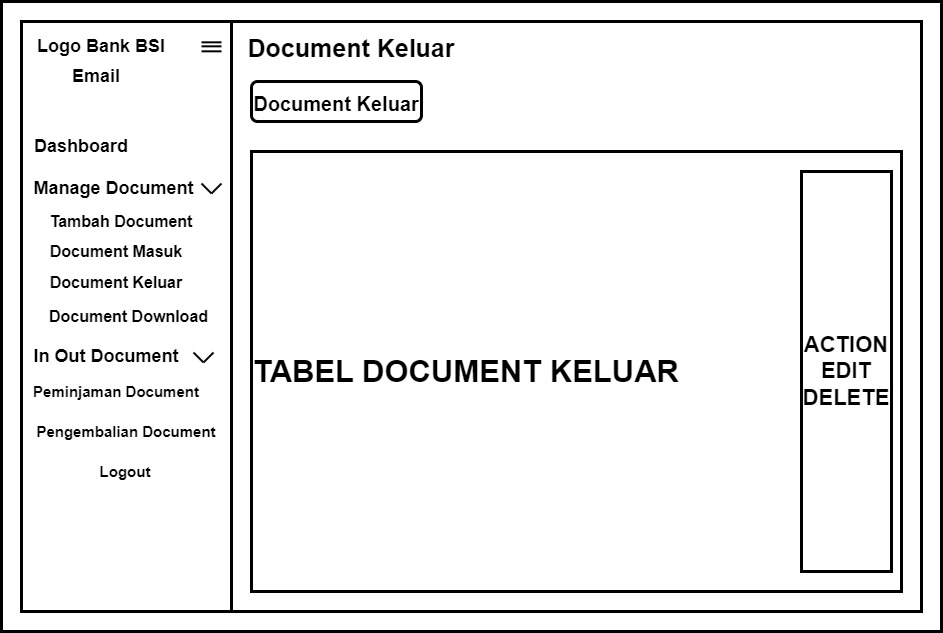 Logo Bank BSI
Email
Dashboard
Manage Document
Tambah Document
Document Masuk
Document Keluar
Document Download
In Out Document
Peminjaman Document
Pengembalian Document
Logout
Document Keluar
Document Keluar
TABEL DOCUMENT KELUAR
ACTION
EDIT
DELETE